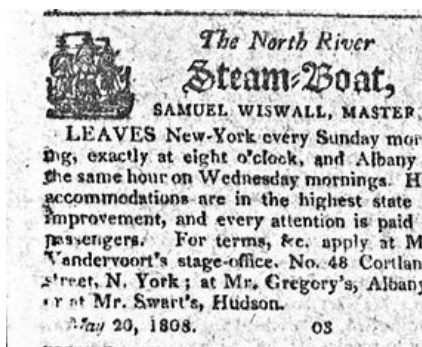 The North River
Steam-Boat,
SAMUEL WISWALL, MASTER
LEAVES New-York every Sunday mor
ing, exactly at eight o'clock, and Albany
the same hour on Wednesday mornings. H
accommodations are in the highest state
improvement, and every attention is paid
passengers. For terms, &c. apply at M
Vandervoort's stage-office, No. 48 Cortlan
street, N. York; at Mr. Gregory's, Albany
or at Mr. Swart's, Hudson.
May 20, 1808. 03